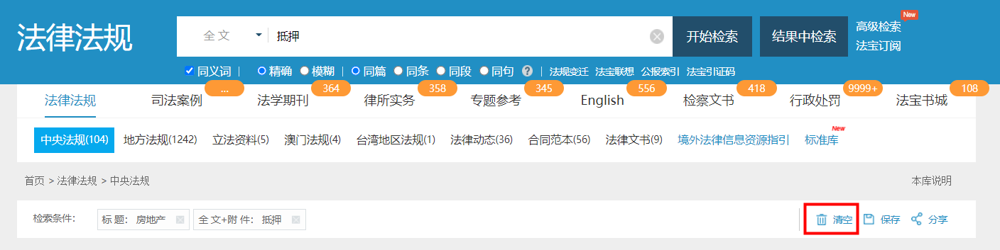 法律法规
全 文 抵押
开始检索 结果中检索
New
高级检索
法宝订阅
同义词 | 精确 模糊 | 同篇 同条 同段 同句 ? | 法规变迁 法宝联想 公报索引 法宝引证码
... 364 358 345 556 418 9999+ 108
法律法规 司法案例 法学期刊 律所实务 专题参考 English 检察文书 行政处罚 法宝书城
New
中央法规(104) 地方法规(1242) 立法资料(5) 澳门法规(4) 台湾地区法规(1) 法律动态(36) 合同范本(56) 法律文书(9) 境外法律信息资源指引 标准库
首页 > 法律法规 > 中央法规 本库说明
检索条件： 标 题： 房地产 全 文+附 件： 抵押 清空 保存 分享